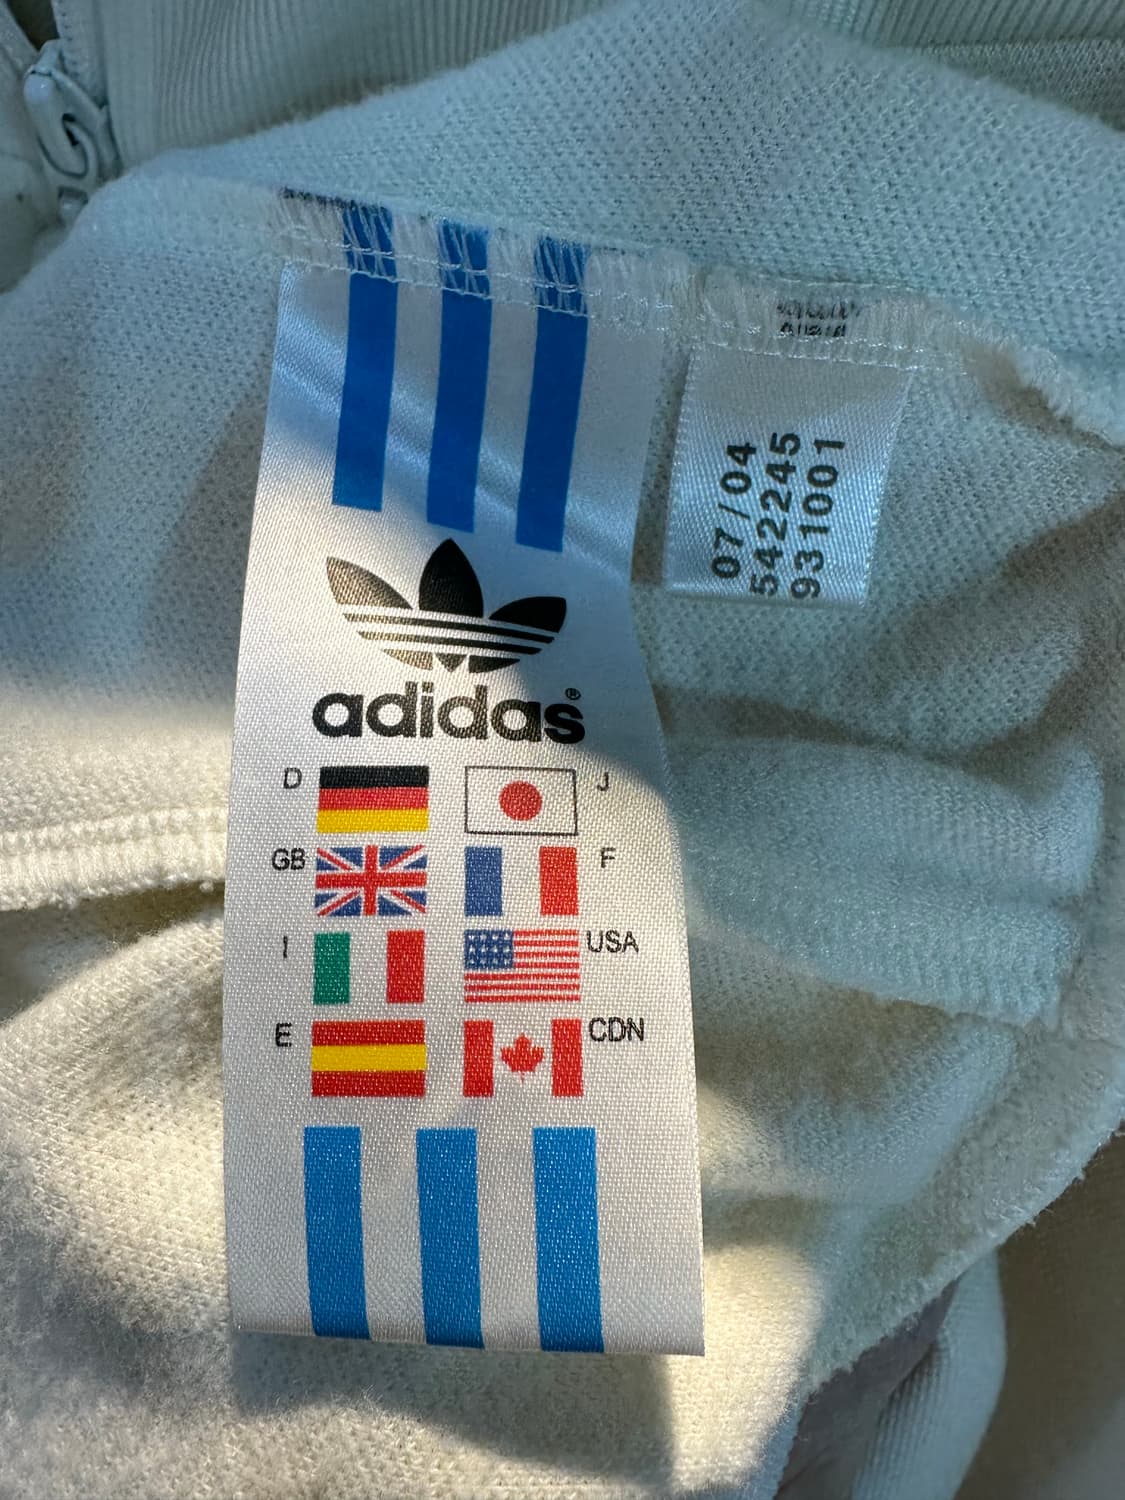 adidas®
D
J
GB
F
I
USA
E
CDN
07/04
542245
931001